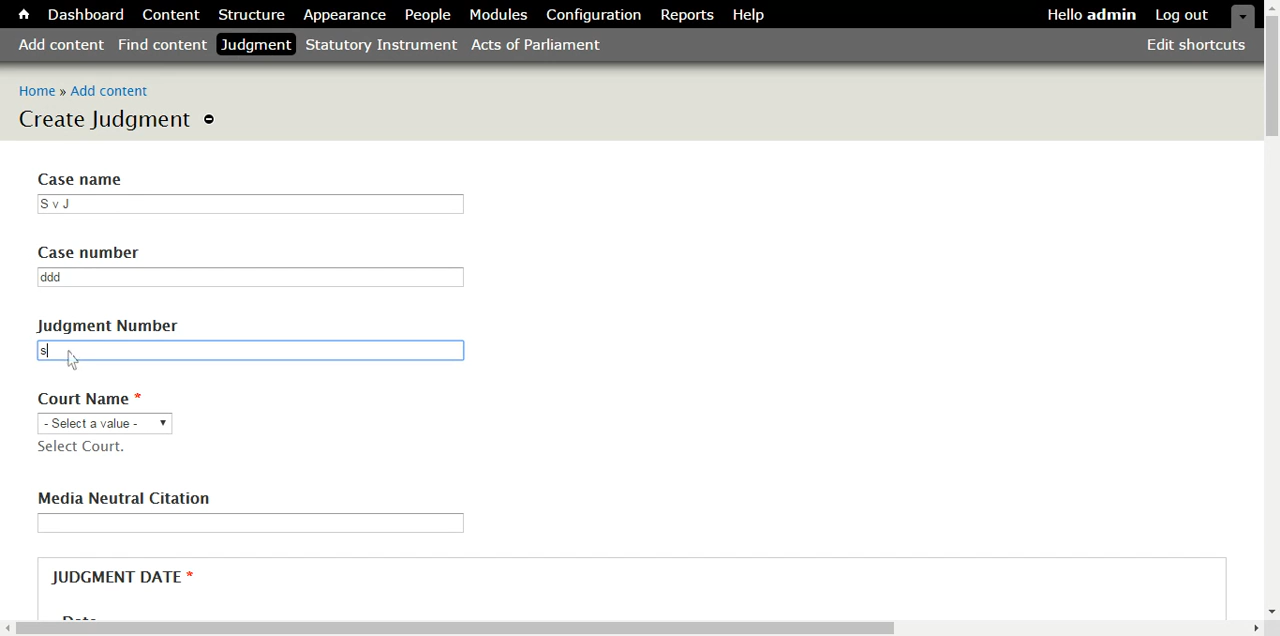 Dashboard Content Structure Appearance People Modules Configuration Reports Help Hello admin Log out
Add content Find content Judgment Statutory Instrument Acts of Parliament Edit shortcuts
Home » Add content
Create Judgment
Case name
S v J
Case number
ddd
Judgment Number
s
Court Name *
- Select a value -
Select Court.
Media Neutral Citation
JUDGMENT DATE *
Date